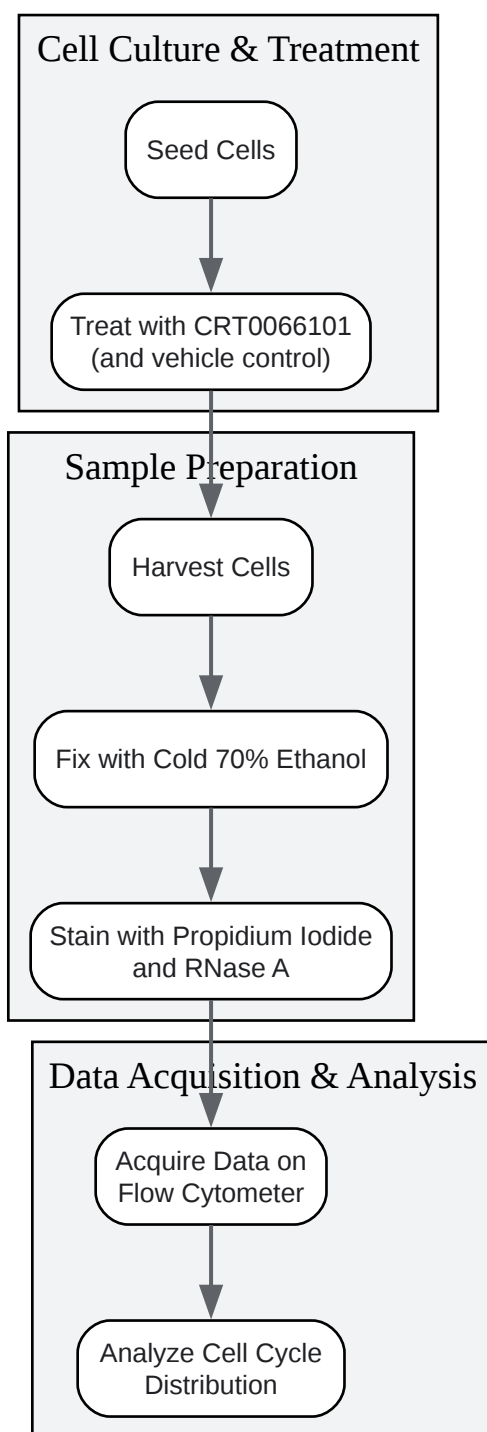 Cell Culture & Treatment
Seed Cells
Treat with CRT0066101
(and vehicle control)
Sample Preparation
Harvest Cells
Fix with Cold 70% Ethanol
Stain with Propidium Iodide
and RNase A
Data Acquisition & Analysis
Acquire Data on
Flow Cytometer
Analyze Cell Cycle
Distribution